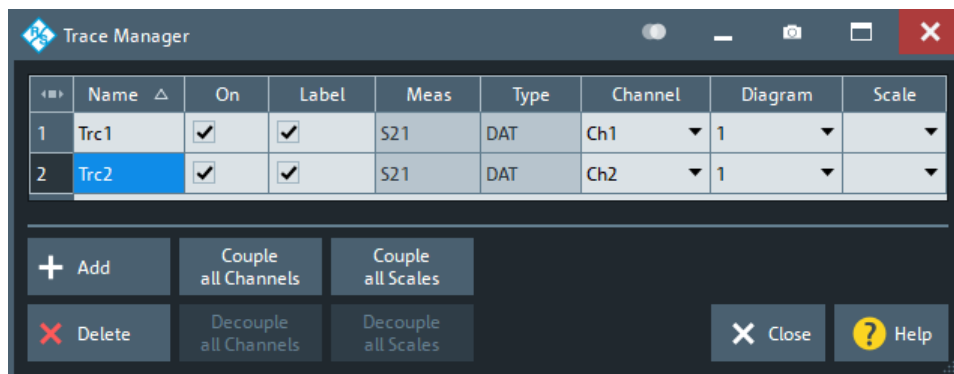 R&S Trace Manager
Name On Label Meas Type Channel Diagram Scale
1 Trc1 S21 DAT Ch1 1
2 Trc2 S21 DAT Ch2 1
Add
Couple
all Channels
Couple
all Scales
Delete
Decouple
all Channels
Decouple
all Scales
Close
? Help